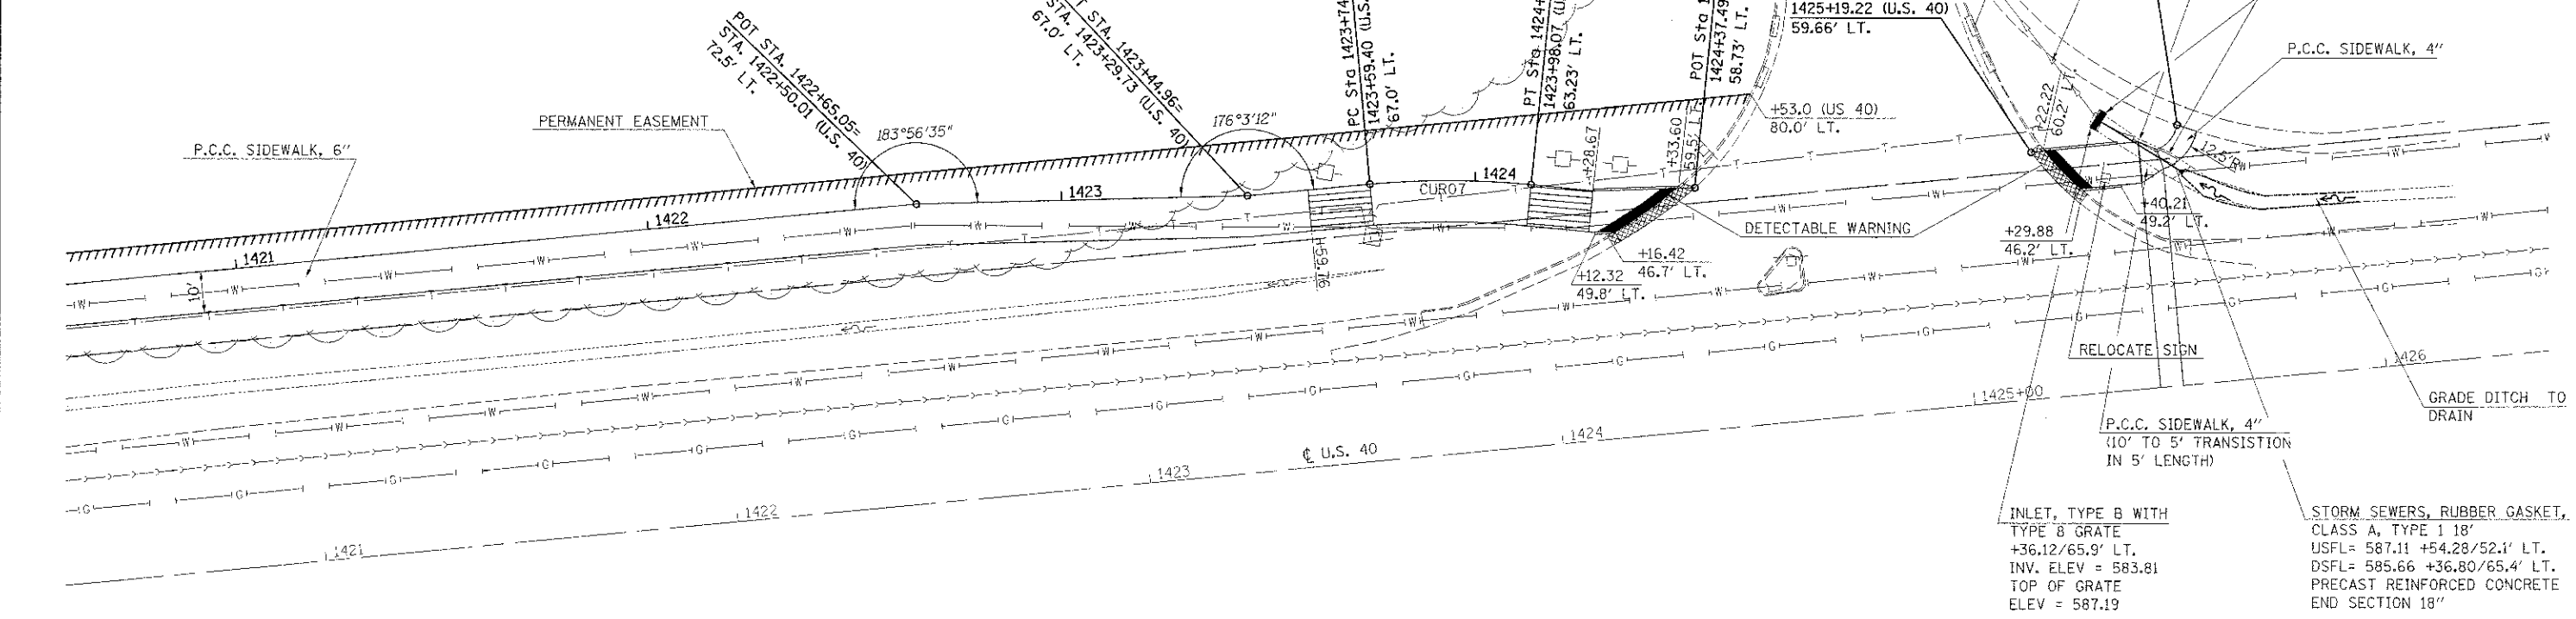 POT STA. 1422+65.05=
STA. 1422+50.01 (U.S. 40)
72.5' LT.
T STA. 1423+44.96=
STA. 1423+29.73 (U.S. 40)
67.0' LT.
PC Sta 1423+74
1423+59.40 (U.S.
67.0' LT.
PT Sta 1424+
1423+98.07 (U.
63.23' LT.
POT Sta 1
1424+37.49
58.73' LT.
1425+19.22 (U.S. 40)
59.66' LT.
P.C.C. SIDEWALK, 4"
PERMANENT EASEMENT
P.C.C. SIDEWALK, 6"
183°56'35"
176°3'12"
+28.67
+33.60
59.5' LT.
+53.0 (US 40)
80.0' LT.
+22.22
60.2' LT.
12.5'R
1421
1422
1423
CUR07
1424
10'
+59.76
DETECTABLE WARNING
+16.42
46.7' LT.
+12.32
49.8' LT.
+40.21
49.2' LT.
+29.88
46.2' LT.
RELOCATE SIGN
1421
1422
1423
℄ U.S. 40
1424
1425+00
1426
GRADE DITCH TO
DRAIN
P.C.C. SIDEWALK, 4"
(10' TO 5' TRANSISTION
IN 5' LENGTH)
INLET, TYPE B WITH
TYPE 8 GRATE
+36.12/65.9' LT.
INV. ELEV = 583.81
TOP OF GRATE
ELEV = 587.19
STORM SEWERS, RUBBER GASKET,
CLASS A, TYPE 1 18'
USFL= 587.11 +54.28/52.1' LT.
DSFL= 585.66 +36.80/65.4' LT.
PRECAST REINFORCED CONCRETE
END SECTION 18"